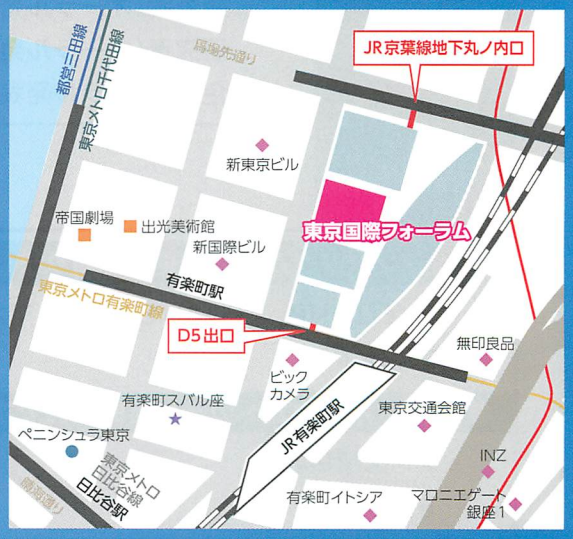 都営三田線
東京メトロ千代田線
馬場先通り
JR京葉線地下丸ノ内口
新東京ビル
帝国劇場
出光美術館
新国際ビル
東京国際フォーラム
有楽町駅
東京メトロ有楽町線
D5出口
無印良品
ビック
カメラ
有楽町スバル座
JR有楽町駅
東京交通会館
ペニンシュラ東京
東京メトロ
日比谷線
日比谷駅
晴海通り
INZ
有楽町イトシア
マロニエゲート
銀座1